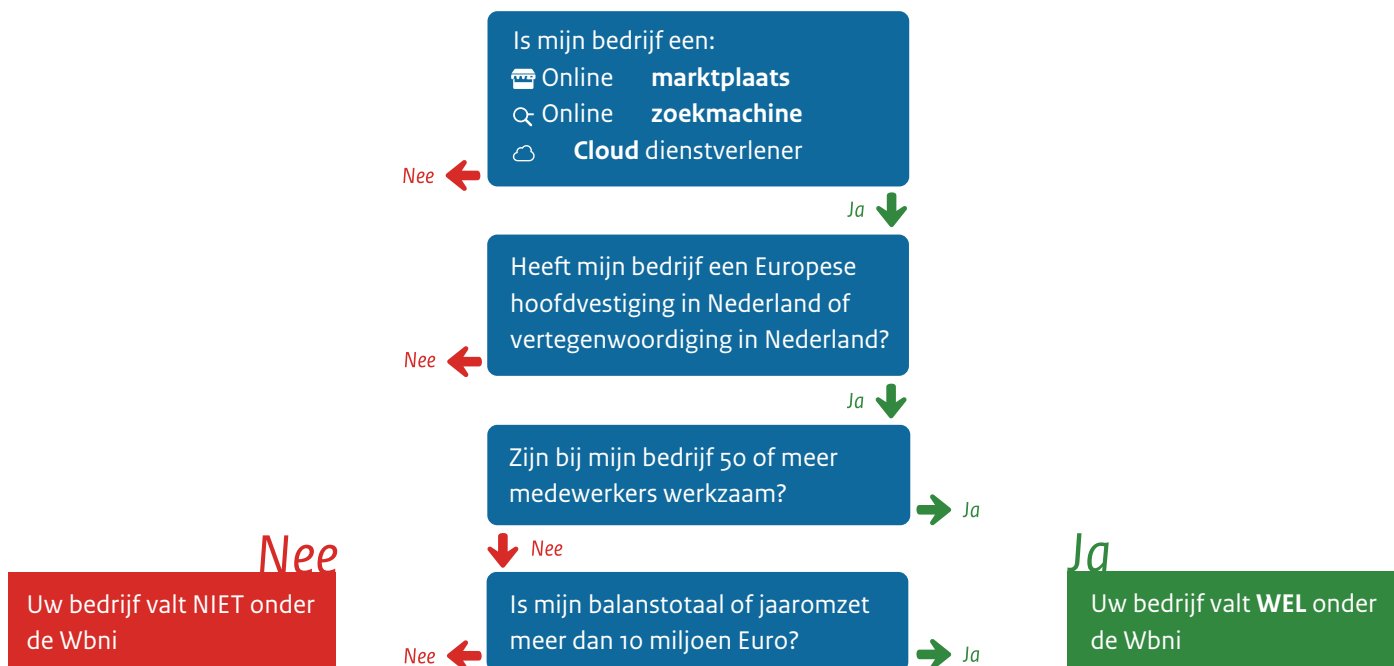 Is mijn bedrijf een:
Online marktplaats
Online zoekmachine
Cloud dienstverlener
Nee
Ja
Heeft mijn bedrijf een Europese
hoofdvestiging in Nederland of
vertegenwoordiging in Nederland?
Nee
Ja
Zijn bij mijn bedrijf 50 of meer
medewerkers werkzaam?
Ja
Nee
Nee
Uw bedrijf valt NIET onder
de Wbni
Is mijn balanstotaal of jaaromzet
meer dan 10 miljoen Euro?
Nee
Ja
Ja
Uw bedrijf valt WEL onder
de Wbni